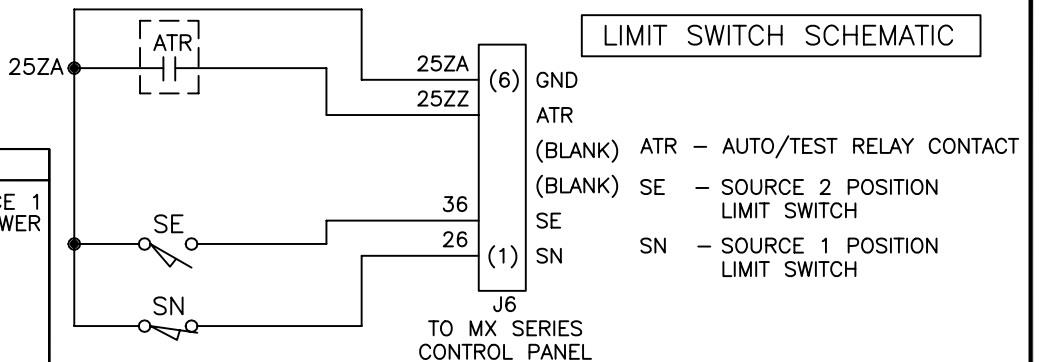 LIMIT SWITCH SCHEMATIC
ATR
25ZA
25ZA
(6) GND
25ZZ
ATR
(BLANK)
ATR – AUTO/TEST RELAY CONTACT
(BLANK)
SE – SOURCE 2 POSITION
LIMIT SWITCH
36
SE
SE
26
(1) SN
SN – SOURCE 1 POSITION
LIMIT SWITCH
SN
J6
TO MX SERIES
CONTROL PANEL
1